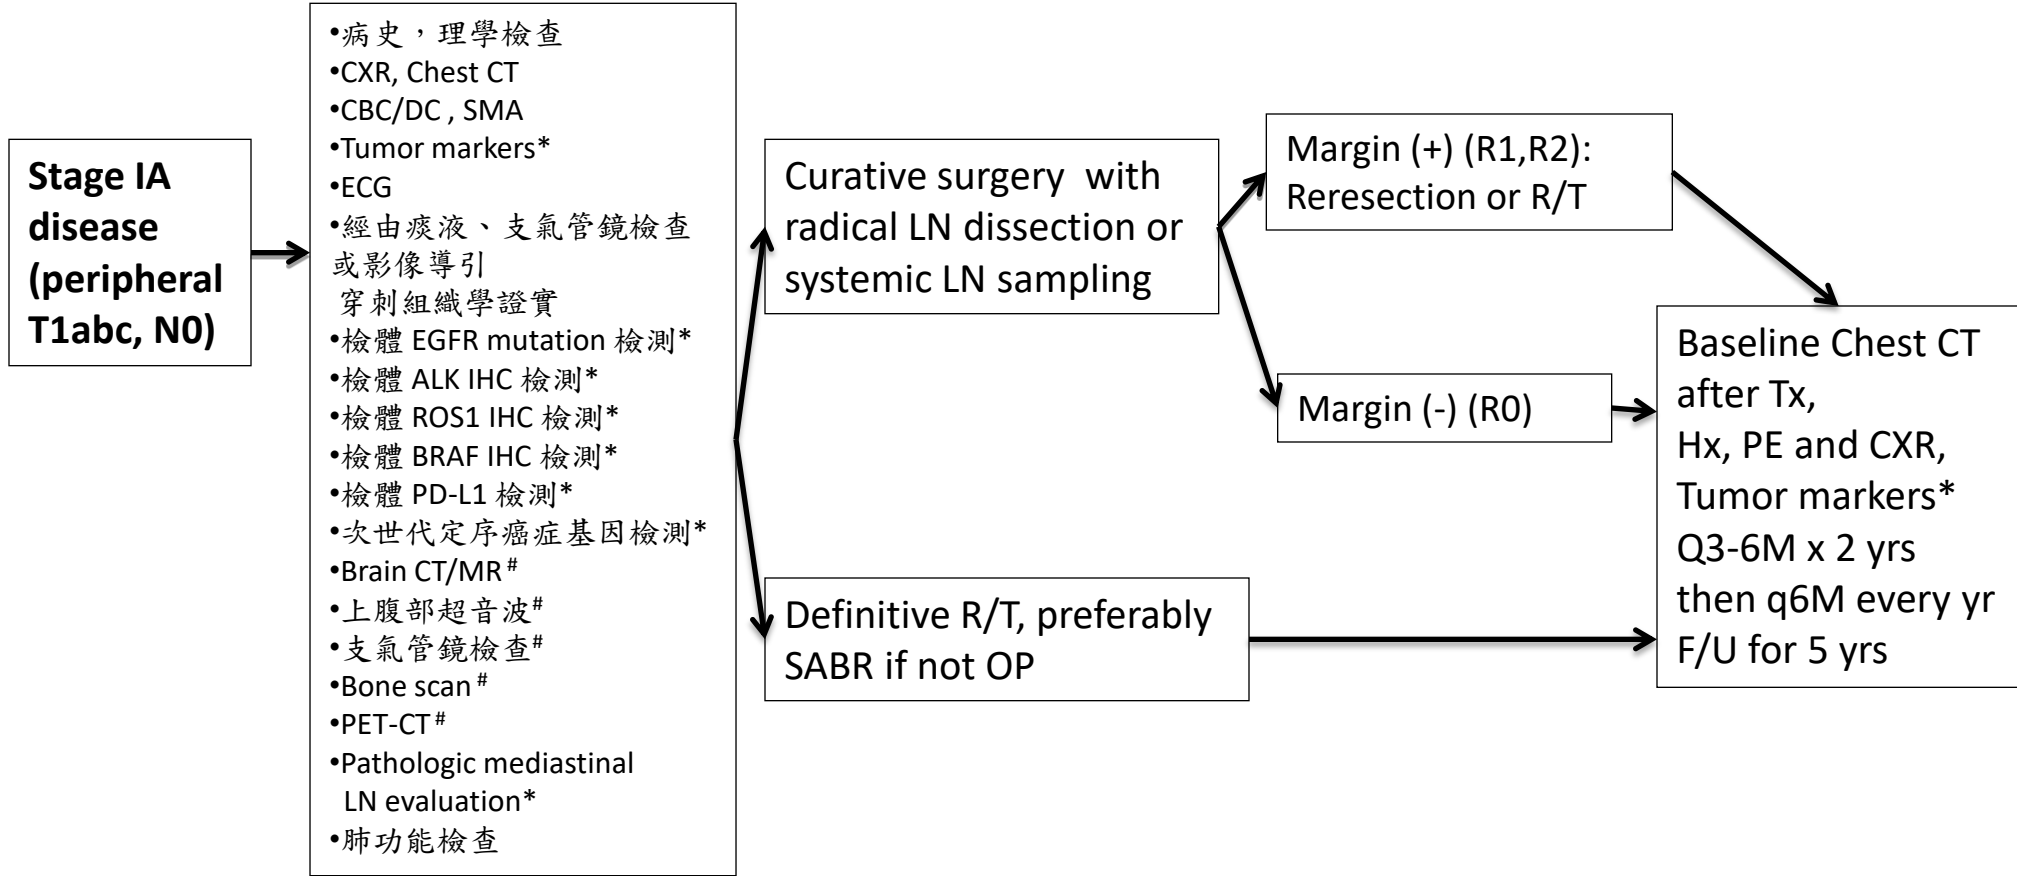 Stage IA
disease
(peripheral
T1abc, N0)
•病史，理學檢查
•CXR, Chest CT
•CBC/DC , SMA
•Tumor markers*
•ECG
•經由痰液、支氣管鏡檢查
或影像導引
穿刺組織學證實
•檢體 EGFR mutation 檢測*
•檢體 ALK IHC 檢測*
•檢體 ROS1 IHC 檢測*
•檢體 BRAF IHC 檢測*
•檢體 PD-L1 檢測*
•次世代定序癌症基因檢測*
•Brain CT/MR#
•上腹部超音波#
•支氣管鏡檢查#
•Bone scan#
•PET-CT#
•Pathologic mediastinal
LN evaluation*
•肺功能檢查
Curative surgery with
radical LN dissection or
systemic LN sampling
Definitive R/T, preferably
SABR if not OP
Margin (+) (R1,R2):
Reresection or R/T
Margin (-) (R0)
Baseline Chest CT
after Tx,
Hx, PE and CXR,
Tumor markers*
Q3-6M x 2 yrs
then q6M every yr
F/U for 5 yrs